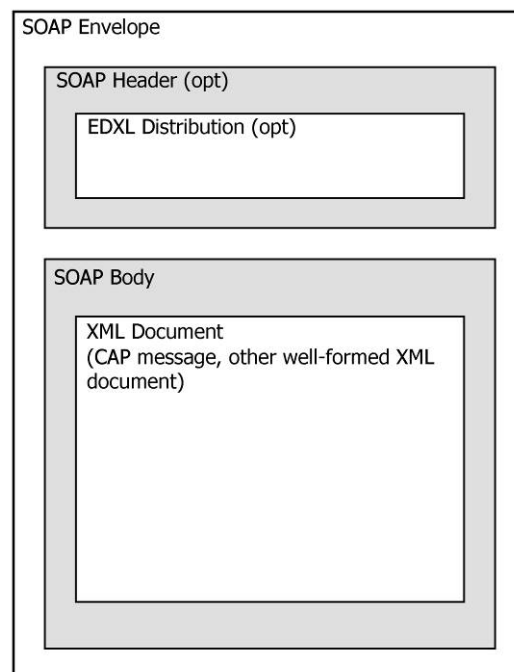 SOAP Envelope
SOAP Header (opt)
EDXL Distribution (opt)
SOAP Body
XML Document
(CAP message, other well-formed XML
document)